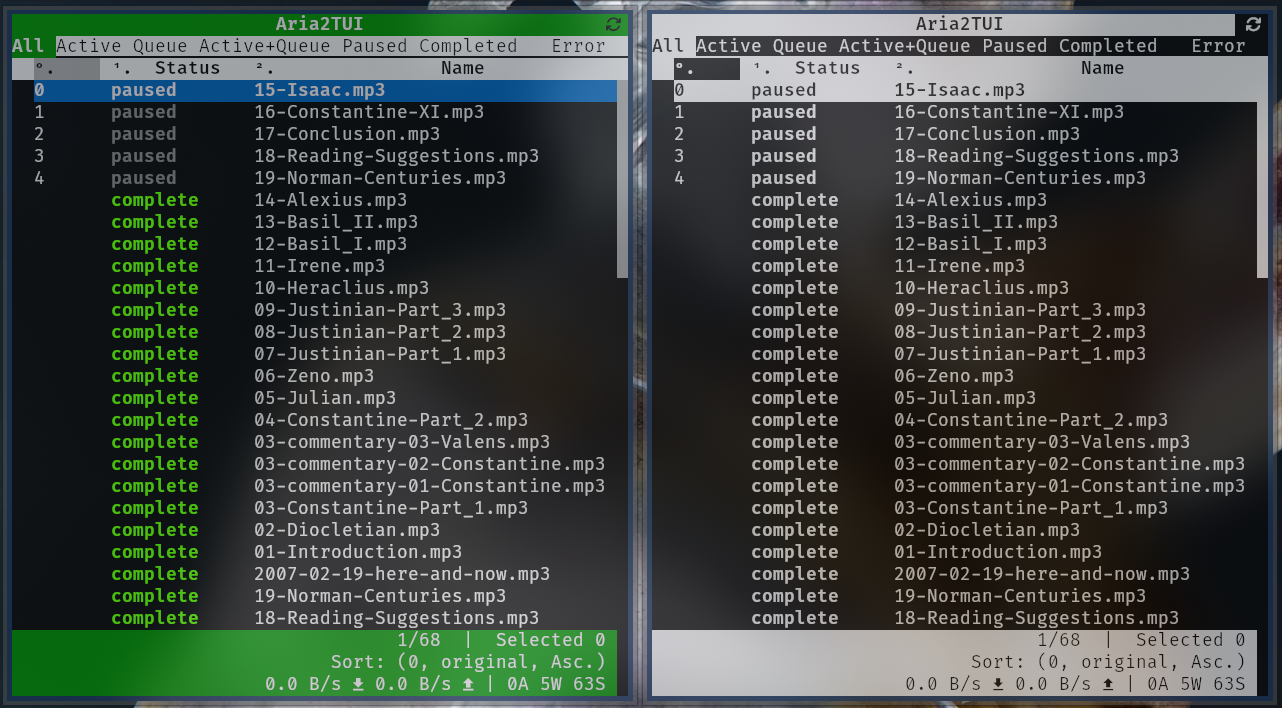 Aria2TUI
All Active Queue Active+Queue Paused Completed Error
⁰. ¹. Status ². Name
0 paused 15-Isaac.mp3
1 paused 16-Constantine-XI.mp3
2 paused 17-Conclusion.mp3
3 paused 18-Reading-Suggestions.mp3
4 paused 19-Norman-Centuries.mp3
complete 14-Alexius.mp3
complete 13-Basil_II.mp3
complete 12-Basil_I.mp3
complete 11-Irene.mp3
complete 10-Heraclius.mp3
complete 09-Justinian-Part_3.mp3
complete 08-Justinian-Part_2.mp3
complete 07-Justinian-Part_1.mp3
complete 06-Zeno.mp3
complete 05-Julian.mp3
complete 04-Constantine-Part_2.mp3
complete 03-commentary-03-Valens.mp3
complete 03-commentary-02-Constantine.mp3
complete 03-commentary-01-Constantine.mp3
complete 03-Constantine-Part_1.mp3
complete 02-Diocletian.mp3
complete 01-Introduction.mp3
complete 2007-02-19-here-and-now.mp3
complete 19-Norman-Centuries.mp3
complete 18-Reading-Suggestions.mp3
1/68 | Selected 0
Sort: (0, original, Asc.)
0.0 B/s 0.0 B/s | 0A 5W 63S
Aria2TUI
All Active Queue Active+Queue Paused Completed Error
⁰. ¹. Status ². Name
0 paused 15-Isaac.mp3
1 paused 16-Constantine-XI.mp3
2 paused 17-Conclusion.mp3
3 paused 18-Reading-Suggestions.mp3
4 paused 19-Norman-Centuries.mp3
complete 14-Alexius.mp3
complete 13-Basil_II.mp3
complete 12-Basil_I.mp3
complete 11-Irene.mp3
complete 10-Heraclius.mp3
complete 09-Justinian-Part_3.mp3
complete 08-Justinian-Part_2.mp3
complete 07-Justinian-Part_1.mp3
complete 06-Zeno.mp3
complete 05-Julian.mp3
complete 04-Constantine-Part_2.mp3
complete 03-commentary-03-Valens.mp3
complete 03-commentary-02-Constantine.mp3
complete 03-commentary-01-Constantine.mp3
complete 03-Constantine-Part_1.mp3
complete 02-Diocletian.mp3
complete 01-Introduction.mp3
complete 2007-02-19-here-and-now.mp3
complete 19-Norman-Centuries.mp3
complete 18-Reading-Suggestions.mp3
1/68 | Selected 0
Sort: (0, original, Asc.)
0.0 B/s 0.0 B/s | 0A 5W 63S